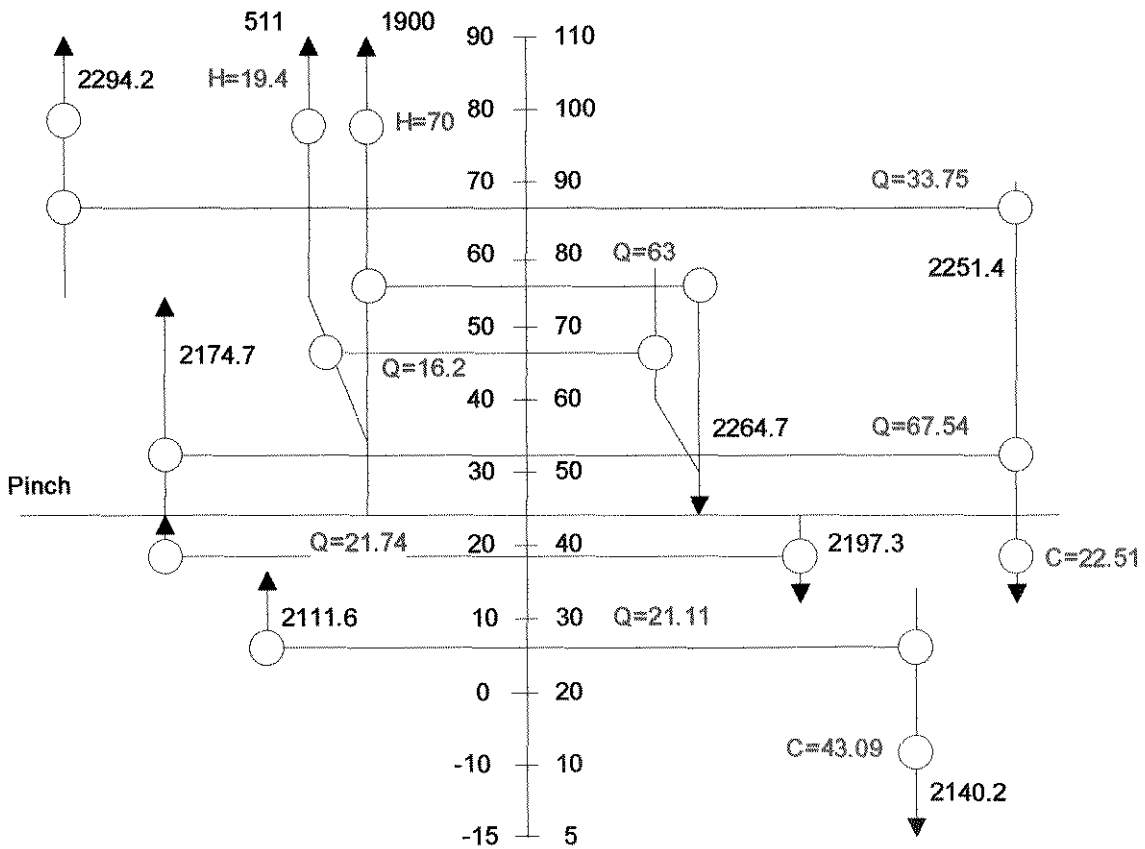 511 1900
90 110
2294.2 H=19.4
80 100
H=70
70 90 Q=33.75
60 80 Q=63
2251.4
50 70
2174.7
Q=16.2
40 60
2264.7 Q=67.54
30 50
Pinch
Q=21.74 20 40 2197.3 C=22.51
2111.6 10 30 Q=21.11
0 20
C=43.09
-10 10
2140.2
-15 5